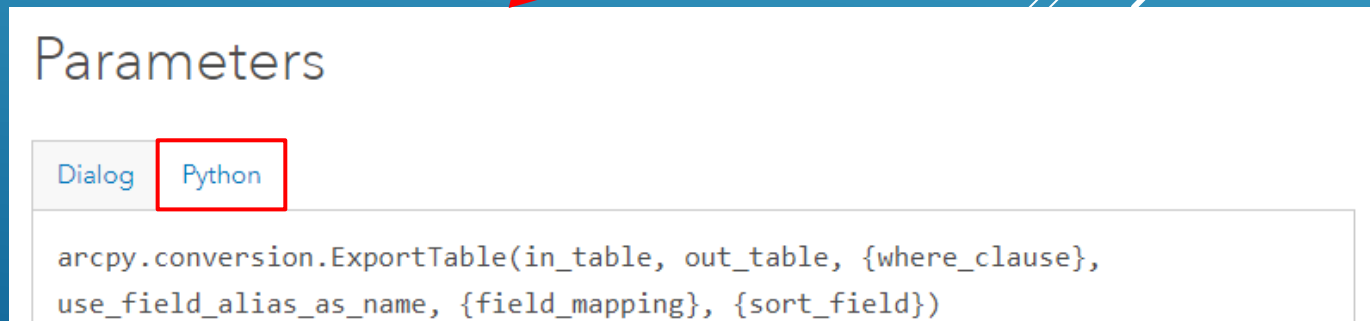 Parameters
Dialog Python
arcpy.conversion.ExportTable(in_table, out_table, {where_clause},
use_field_alias_as_name, {field_mapping}, {sort_field})